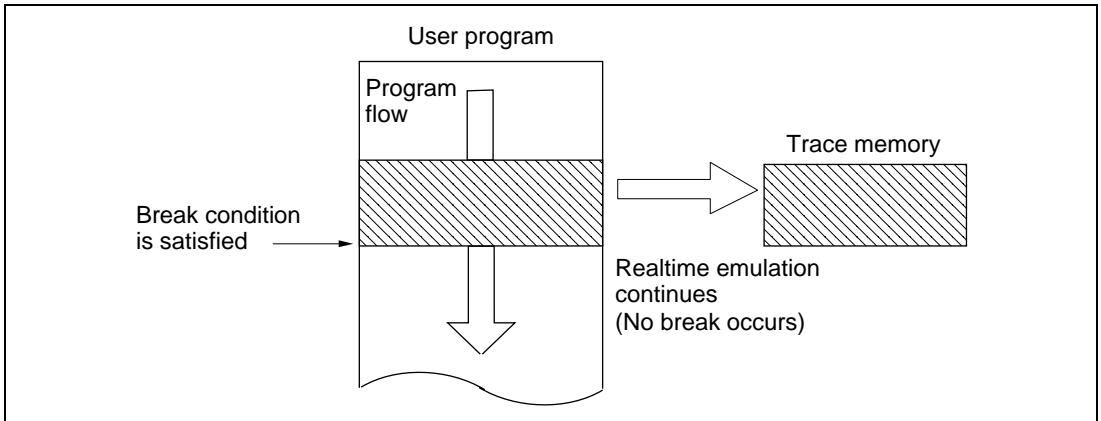 User program
Program
flow
Trace memory
Break condition
is satisfied
Realtime emulation
continues
(No break occurs)